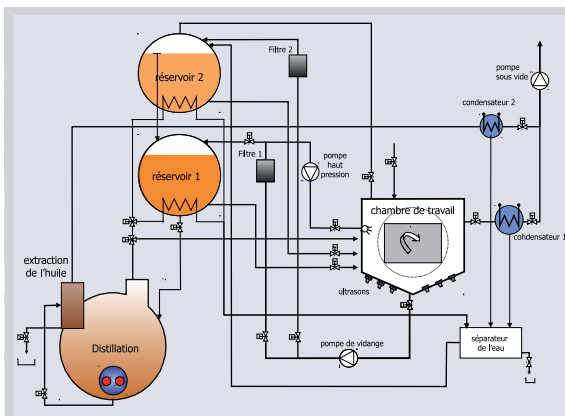 Filtre 2
réservoir 2
pompe
sous vide
condensateur 2
Filtre 1
pompe
haut
pression
réservoir 1
chambre de travail
condensateur 1
extraction
de l'huile
ultrasons
Distillation
pompe de vidange
séparateur
de l'eau